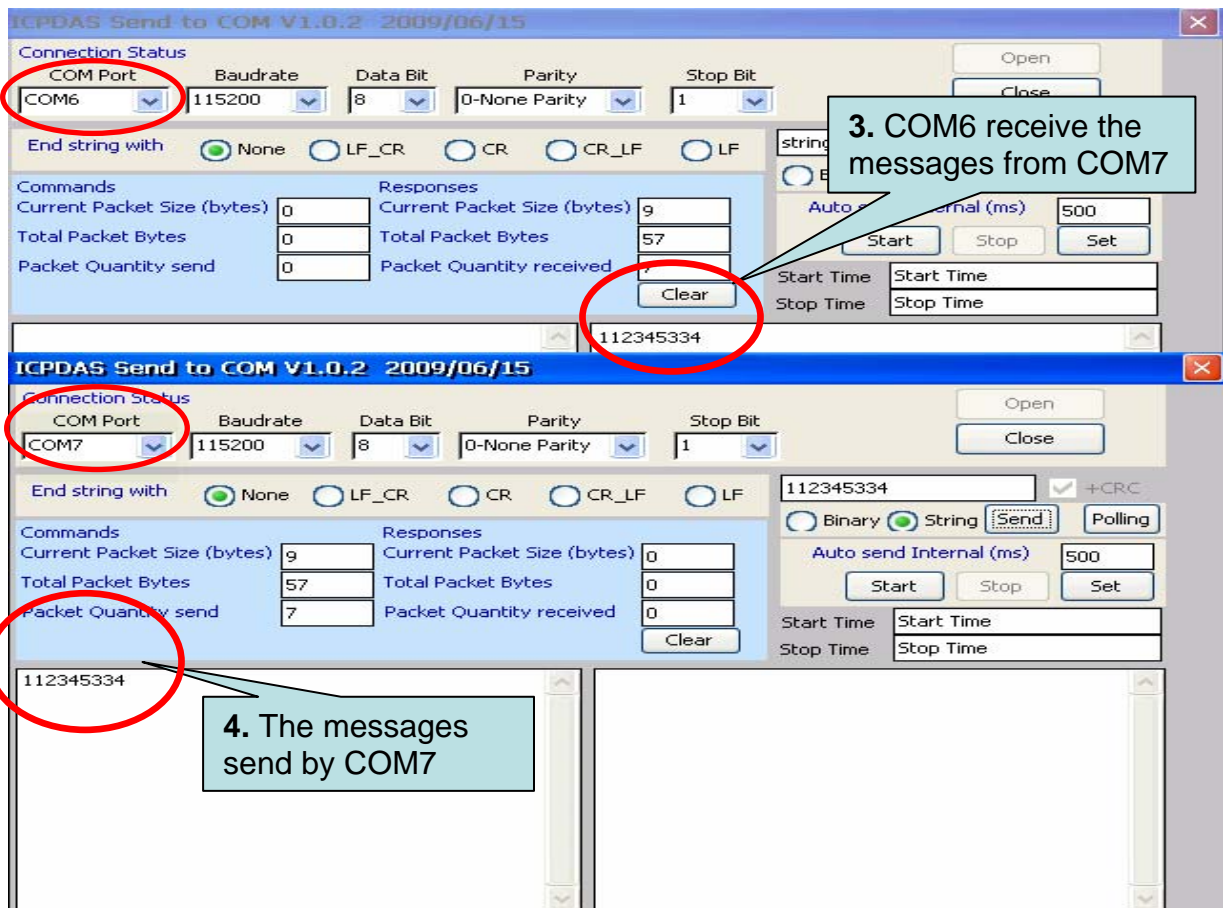 ICPDAS Send to COM V1.0.2 2009/06/15
Connection Status
COM Port Baudrate Data Bit Parity Stop Bit
COM6 115200 8 0-None Parity 1
Open
Close
3. COM6 receive the
messages from COM7
End string with None LF_CR CR CR_LF LF
string
Commands Responses
Current Packet Size (bytes) 0 Current Packet Size (bytes) 9
Total Packet Bytes 0 Total Packet Bytes 57
Packet Quantity send 0 Packet Quantity received 7
Clear
Auto (ms) 500
Start Stop Set
Start Time Start Time
Stop Time Stop Time
112345334
ICPDAS Send to COM V1.0.2 2009/06/15
Connection Status
COM Port Baudrate Data Bit Parity Stop Bit
COM7 115200 8 0-None Parity 1
Open
Close
End string with None LF_CR CR CR_LF LF
112345334 +CRC
Binary String Send Polling
Commands Responses
Current Packet Size (bytes) 9 Current Packet Size (bytes) 0
Total Packet Bytes 57 Total Packet Bytes 0
Packet Quantity send 7 Packet Quantity received 0
Clear
Auto send Internal (ms) 500
Start Stop Set
Start Time Start Time
Stop Time Stop Time
112345334
4. The messages
send by COM7